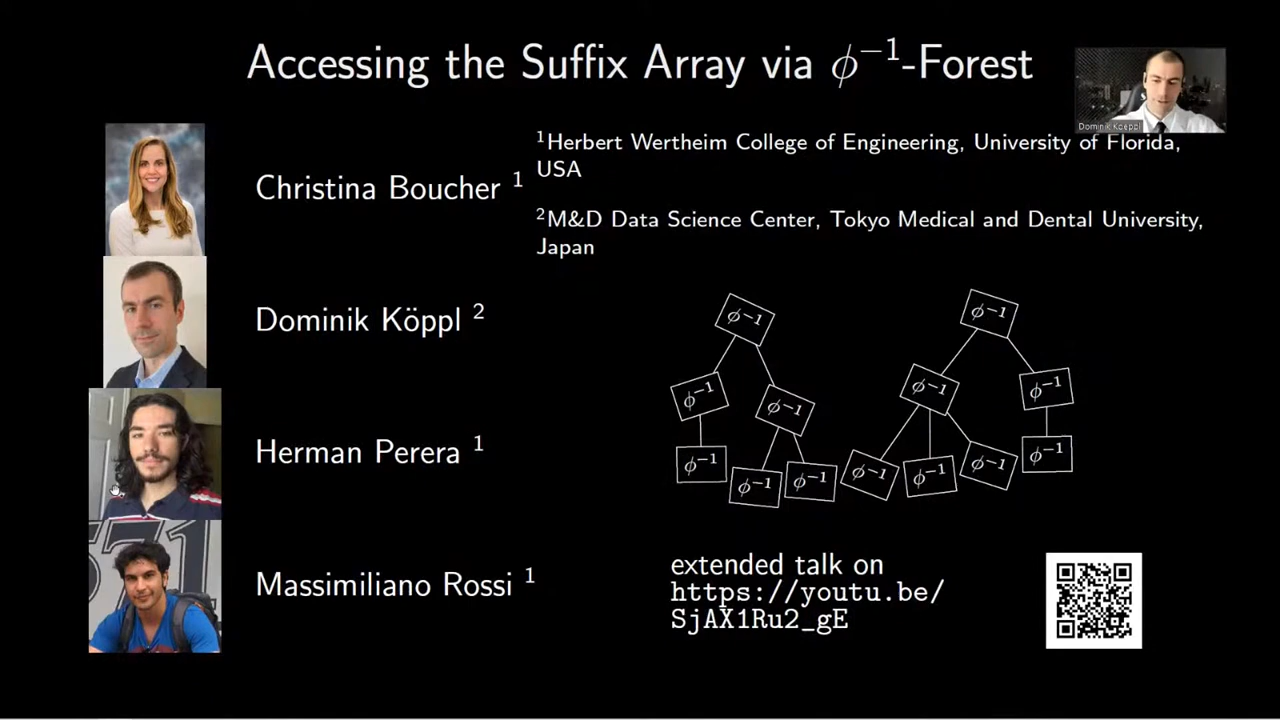 Accessing the Suffix Array via ϕ⁻¹-Forest
Dominik Koeppl
¹Herbert Wertheim College of Engineering, University of Florida,
USA
Christina Boucher ¹
²M&D Data Science Center, Tokyo Medical and Dental University,
Japan
Dominik Köppl ²
ϕ⁻¹ ϕ⁻¹
ϕ⁻¹ ϕ⁻¹ ϕ⁻¹ ϕ⁻¹
Herman Perera ¹
ϕ⁻¹ ϕ⁻¹ ϕ⁻¹ ϕ⁻¹ ϕ⁻¹ ϕ⁻¹ ϕ⁻¹
571
Massimiliano Rossi ¹
extended talk on
https://youtu.be/
SjAX1Ru2_gE